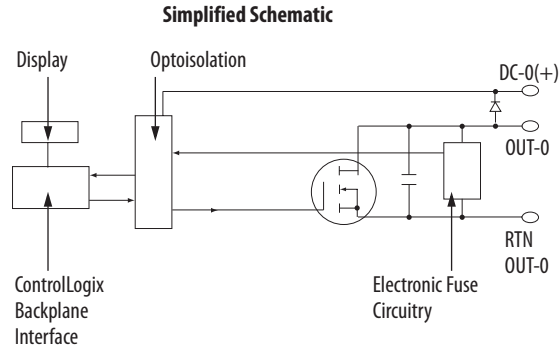 Simplified Schematic
Display
Optoisolation
DC-0(+)
OUT-0
RTN
OUT-0
ControlLogix
Backplane
Interface
Electronic Fuse
Circuitry